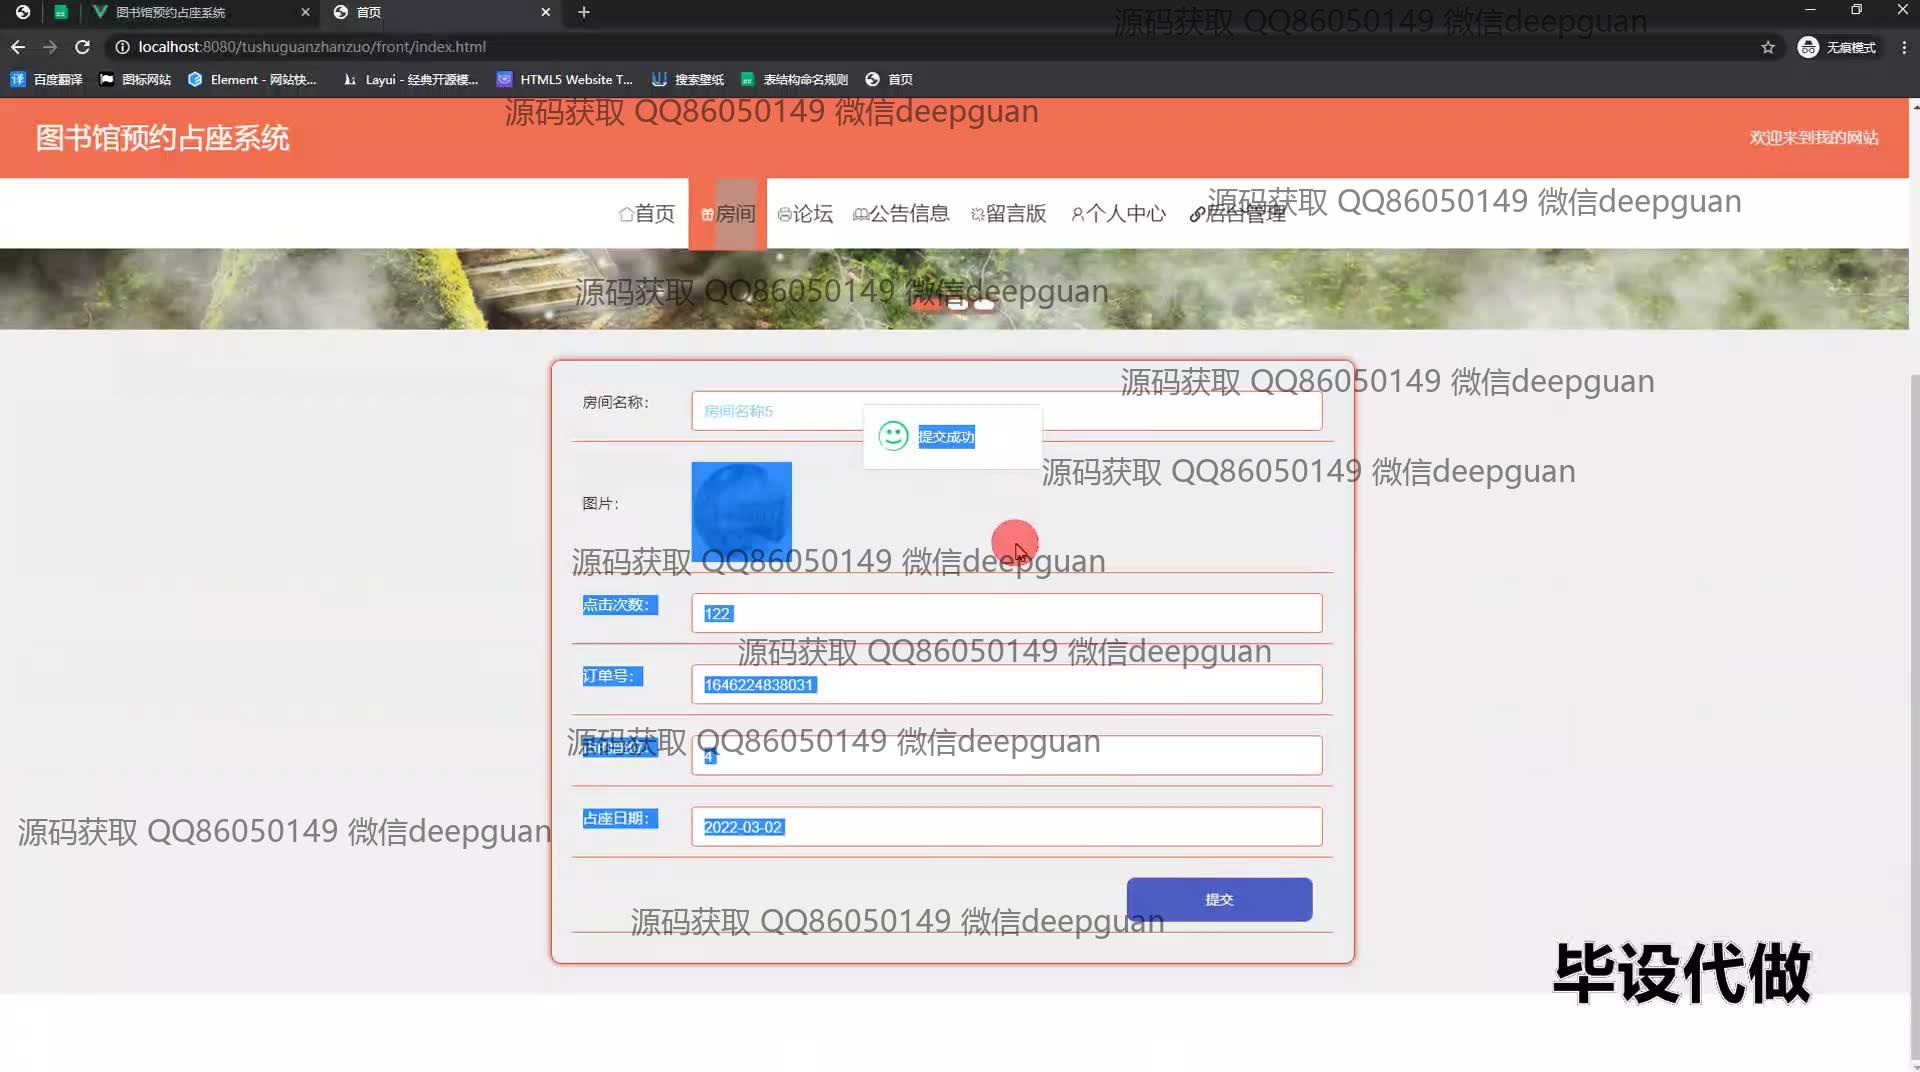 图书馆预约占座系统
首页
源码获取 QQ86050149 微信deepguan
localhost:8080/tushuguanzhanzuo/front/index.html
无痕模式
百度翻译
图标网站
Element - 网站快...
Layui - 经典开源模...
HTML5 Website T...
搜索壁纸
表结构命名规则
首页
源码获取 QQ86050149 微信deepguan
图书馆预约占座系统
欢迎来到我的网站
源码获取 QQ86050149 微信deepguan
首页
房间
论坛
公告信息
留言版
个人中心
后台管理
源码获取 QQ86050149 微信deepguan
源码获取 QQ86050149 微信deepguan
房间名称：
房间名称5
提交成功
源码获取 QQ86050149 微信deepguan
图片：
源码获取 QQ86050149 微信deepguan
点击次数：
122
源码获取 QQ86050149 微信deepguan
订单号：
1646224838031
源码获取 QQ86050149 微信deepguan
4
占座日期：
2022-03-02
源码获取 QQ86050149 微信deepguan
提交
源码获取 QQ86050149 微信deepguan
毕设代做